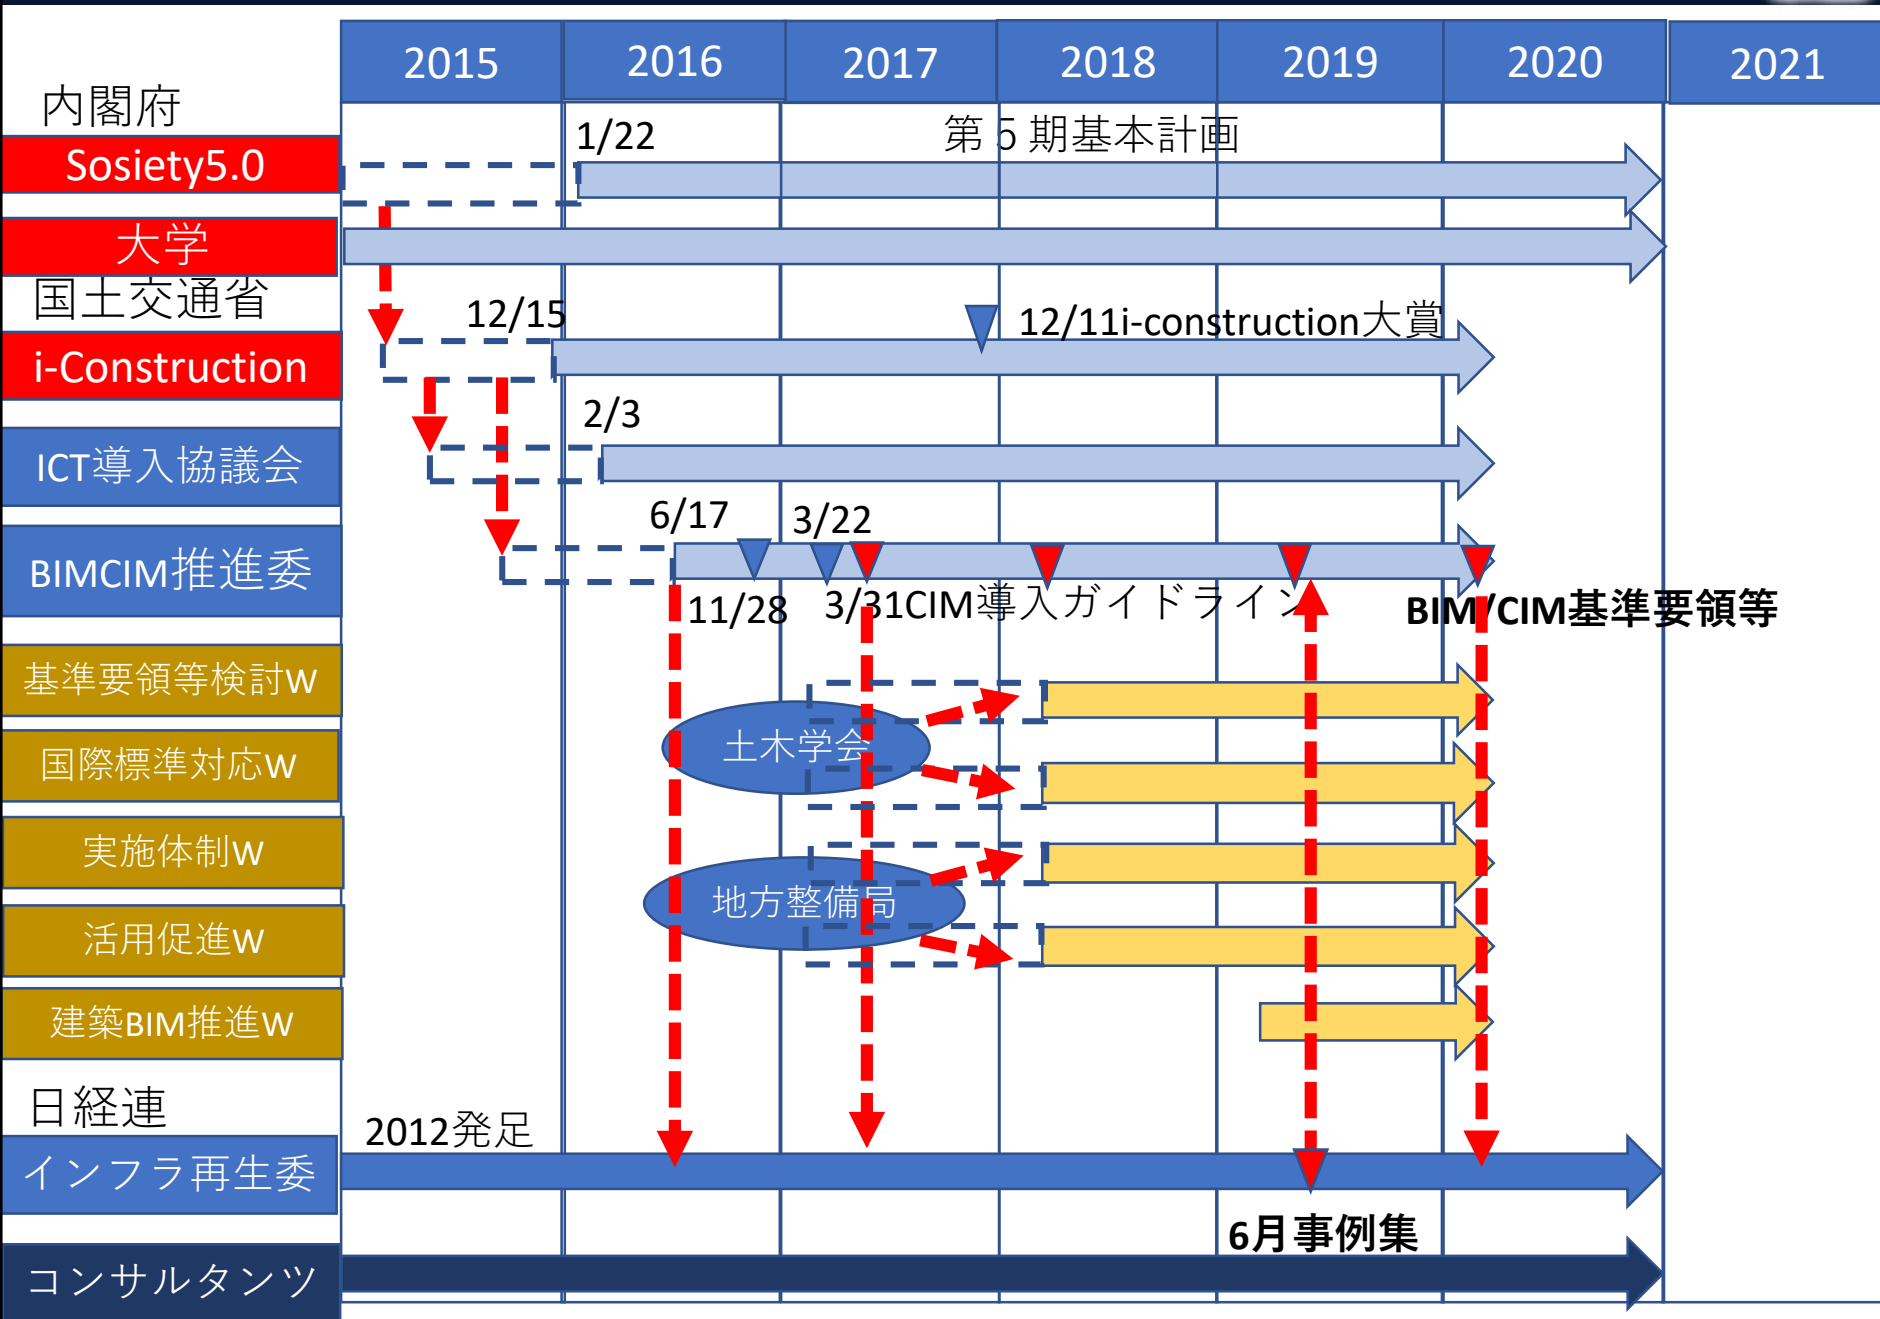 2015 2016 2017 2018 2019 2020 2021
内閣府
1/22
第5期基本計画
Sosiety5.0
大学
国土交通省
12/15
12/11i-construction大賞
i-Construction
2/3
ICT導入協議会
6/17
3/22
BIMCIM推進委
11/28
3/31CIM導入ガイドライン
BIM/CIM基準要領等
基準要領等検討W
土木学会
国際標準対応W
実施体制W
地方整備局
活用促進W
建築BIM推進W
日経連
2012発足
インフラ再生委
6月事例集
コンサルタンツ